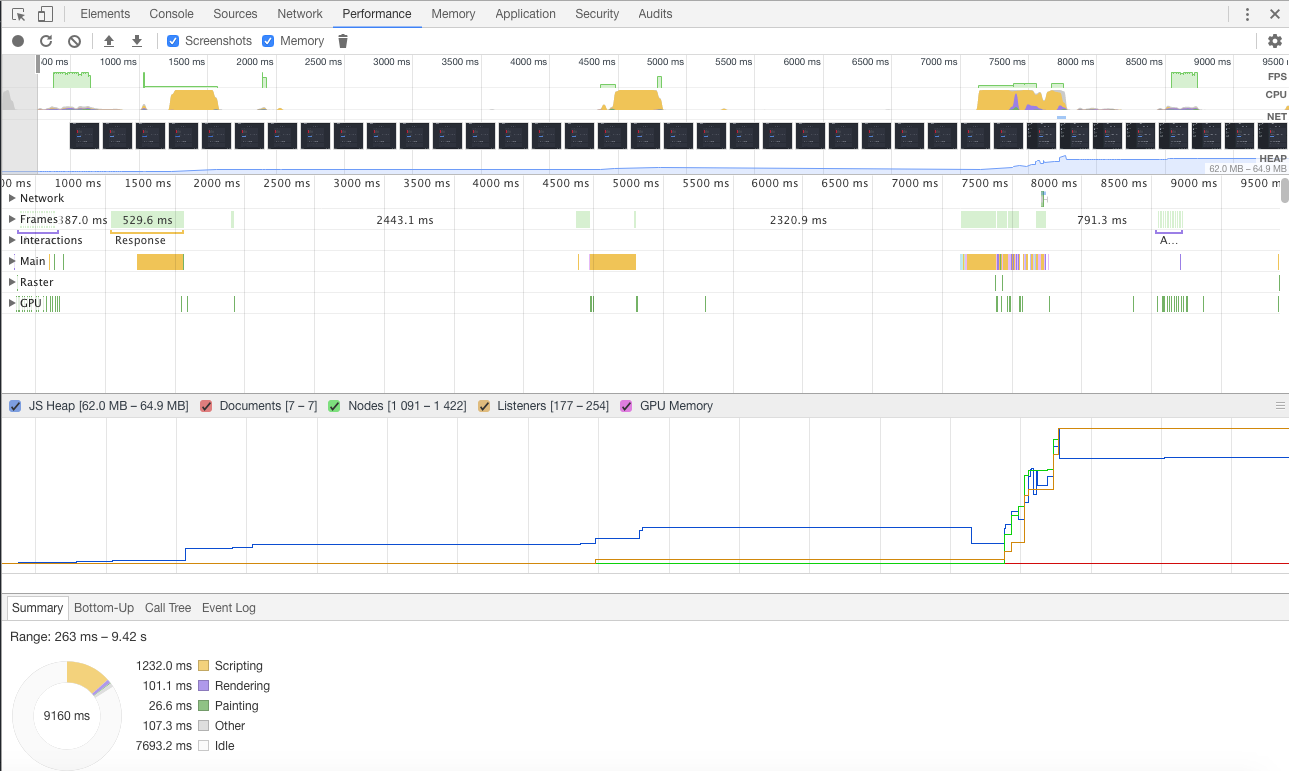 Elements Console Sources Network Performance Memory Application Security Audits
Screenshots Memory
00 ms 1000 ms 1500 ms 2000 ms 2500 ms 3000 ms 3500 ms 4000 ms 4500 ms 5000 ms 5500 ms 6000 ms 6500 ms 7000 ms 7500 ms 8000 ms 8500 ms 9000 ms 9500
FPS
CPU
NET
HEAP
62.0 MB – 64.9 MB
00 ms 1000 ms 1500 ms 2000 ms 2500 ms 3000 ms 3500 ms 4000 ms 4500 ms 5000 ms 5500 ms 6000 ms 6500 ms 7000 ms 7500 ms 8000 ms 8500 ms 9000 ms 9500 m
Network
Frames 387.0 ms 529.6 ms 2443.1 ms 2320.9 ms 791.3 ms
Interactions Response A...
Main
Raster
GPU
JS Heap [62.0 MB – 64.9 MB] Documents [7 – 7] Nodes [1 091 – 1 422] Listeners [177 – 254] GPU Memory
Summary Bottom-Up Call Tree Event Log
Range: 263 ms – 9.42 s
9160 ms
1232.0 ms Scripting
101.1 ms Rendering
26.6 ms Painting
107.3 ms Other
7693.2 ms Idle